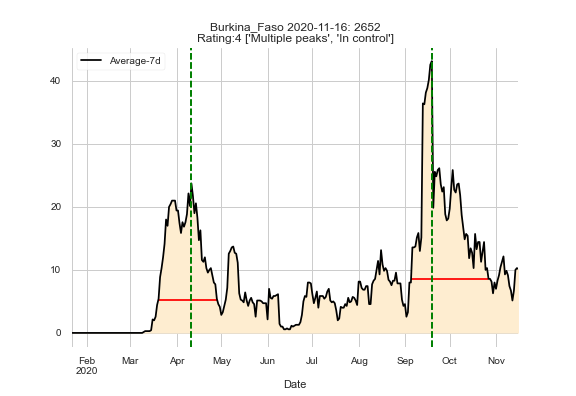 Burkina_Faso 2020-11-16: 2652
Rating:4 ['Multiple peaks', 'In control']
Average-7d
40
30
20
10
0
Feb Mar Apr May Jun Jul Aug Sep Oct Nov
2020
Date